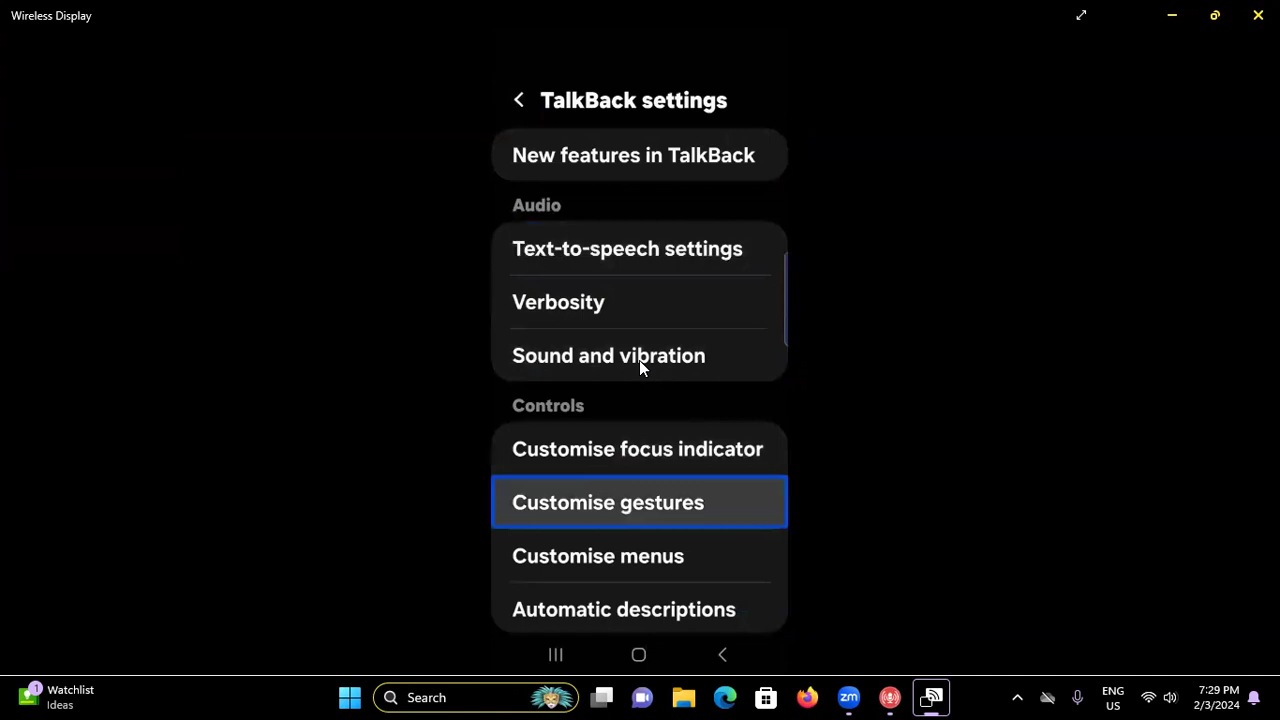 Wireless Display
TalkBack settings
New features in TalkBack
Audio
Text-to-speech settings
Verbosity
Sound and vibration
Controls
Customise focus indicator
Customise gestures
Customise menus
Automatic descriptions
1
Watchlist
Ideas
Search
zm
ENG
US
7:29 PM
2/3/2024